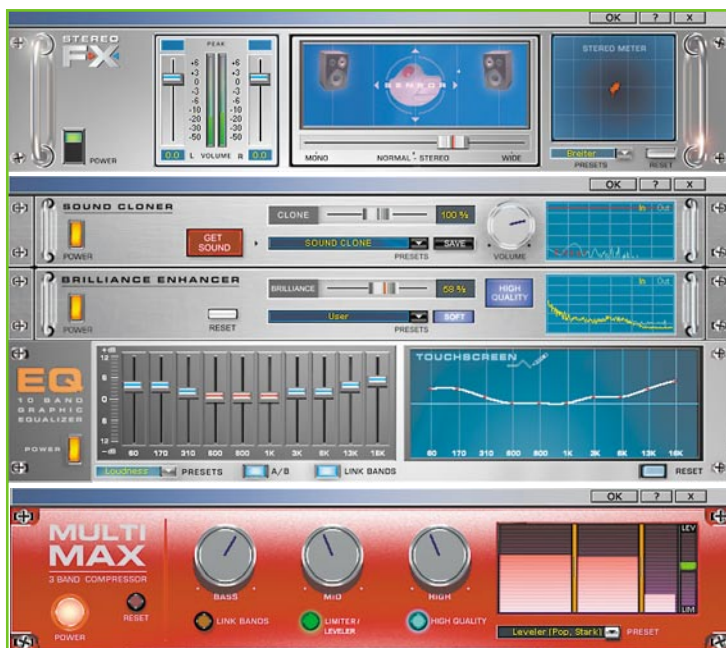 OK ? X
STEREO
FX
PEAK
+6 +6
+3 +3
+0 +0
-10 -10
-20 -20
-30 -30
-50 -50
0.0 L VOLUME R 0.0
POWER
SENSOR
MONO NORMAL - STEREO WIDE
STEREO METER
Breiter
PRESETS RESET
OK ? X
SOUND CLONER
POWER
GET
SOUND
CLONE 100 %
SOUND CLONE SAVE
PRESETS
VOLUME
In Out
BRILLIANCE ENHANCER
POWER
RESET
BRILLIANCE 68 %
User SOFT
PRESETS
HIGH
QUALITY
In Out
EQ
10 BAND
GRAPHIC
EQUALIZER
POWER
+dB
12
6
0
6
12
-dB
60 170 310 600 800 1K 3K 6K 13K 16K
Loudness PRESETS A/B LINK BANDS
TOUCHSCREEN
60 170 310 600 800 1K 3K 6K 13K 16K
RESET
OK ? X
MULTI
MAX
3 BAND COMPRESSOR
POWER
RESET
BASS MID HIGH
LINK BANDS
LIMITER /
LEVELER
HIGH QUALITY
LEV
LIM
Leveler (Pop, Stark) PRESET